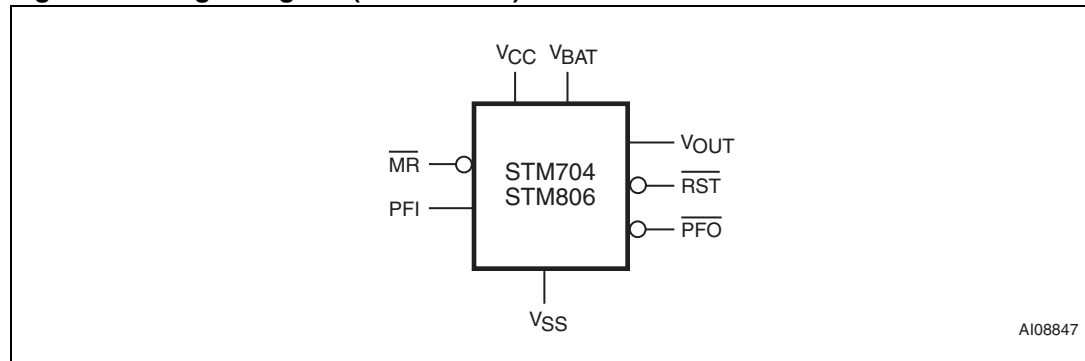 VCC VBAT
MR
PFI
STM704
STM806
VOUT
RST
PFO
VSS
AI08847